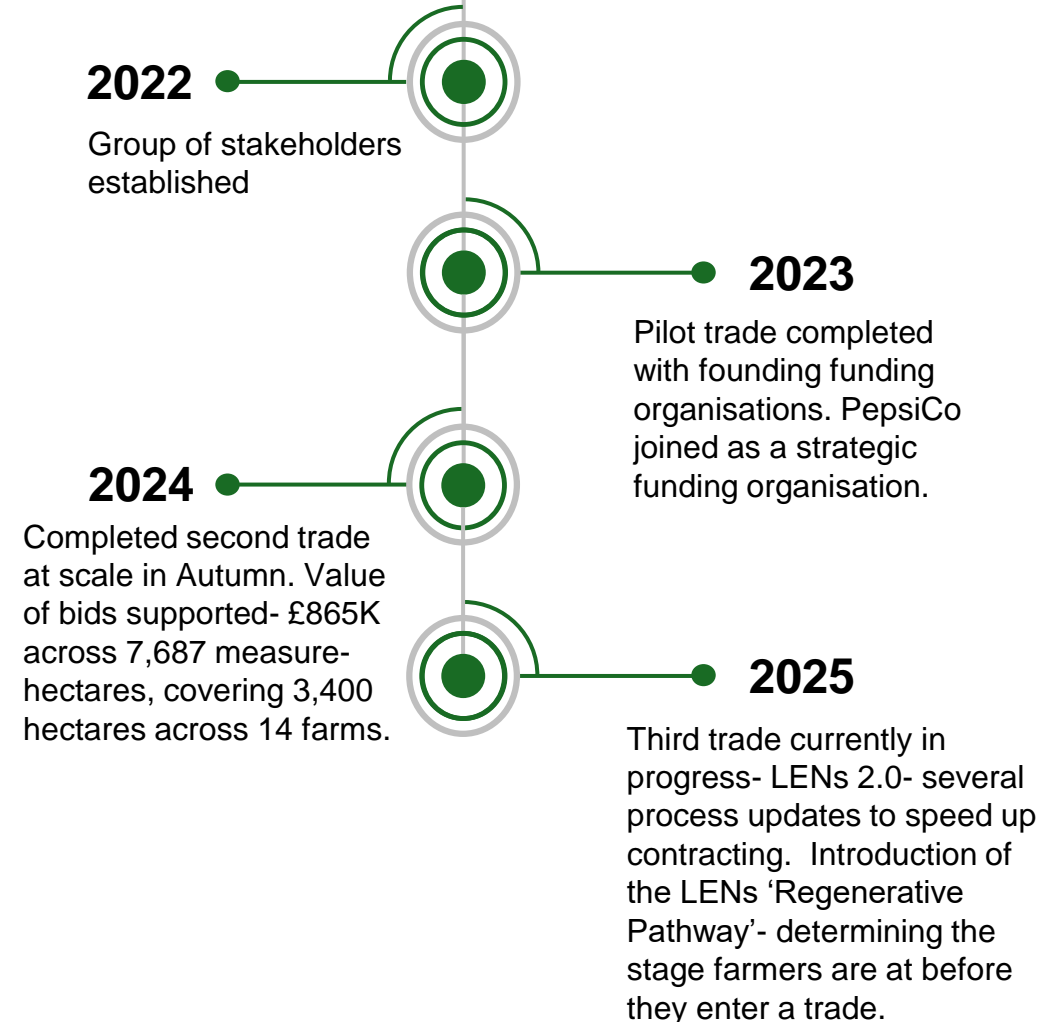 2022
Group of stakeholders
established
2023
Pilot trade completed
with founding funding
organisations. PepsiCo
joined as a strategic
funding organisation.
2024
Completed second trade
at scale in Autumn. Value
of bids supported- £865K
across 7,687 measure-
hectares, covering 3,400
hectares across 14 farms.
2025
Third trade currently in
progress- LENs 2.0- several
process updates to speed up
contracting.  Introduction of
the LENs ‘Regenerative
Pathway’- determining the
stage farmers are at before
they enter a trade.